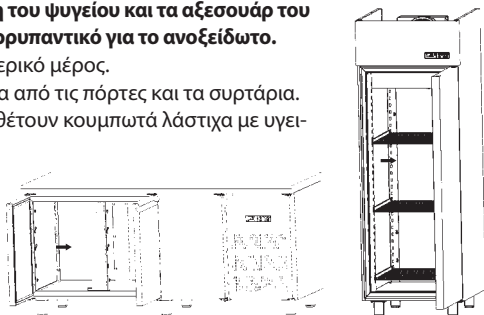 η του ψυγείου και τα αξεσουάρ του
ορυπαντικό για το ανοξείδωτο.
ερικό μέρος.
α από τις πόρτες και τα συρτάρια.
θέτουν κουμπωτά λάστιχα με υγει-